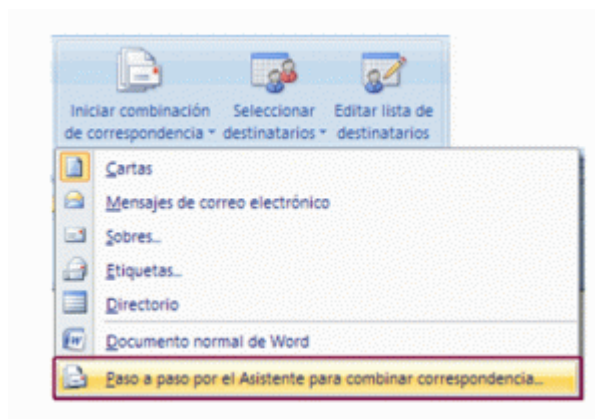 Iniciar combinación Seleccionar Editar lista de
de correspondencia destinatarios destinatarios
Cartas
Mensajes de correo electrónico
Sobres...
Etiquetas...
Directorio
Documento normal de Word
Paso a paso por el Asistente para combinar correspondencia...